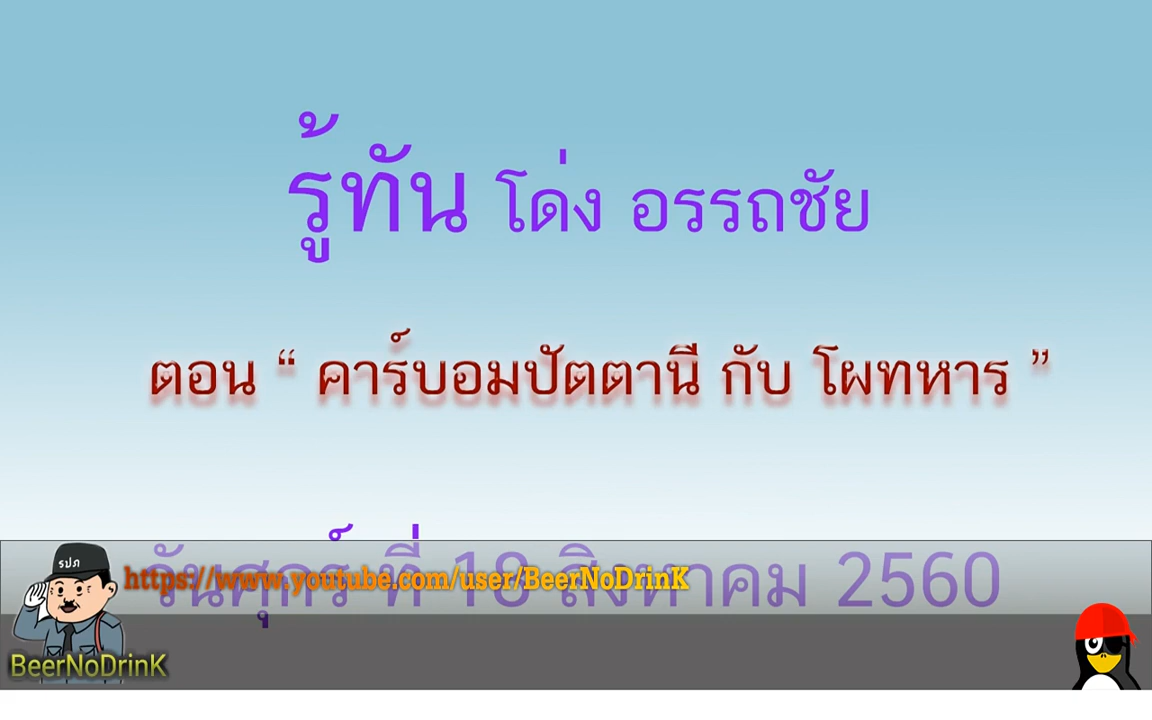 รู้ทัน โด่ง อรรถชัย
ตอน “ คาร์บอมปัตตานี กับ โผทหาร ”
วันศุกร์ ที่ 18 สิงหาคม 2560
https://www.youtube.com/user/BeerNoDrinK
รปภ
BeerNoDrinK